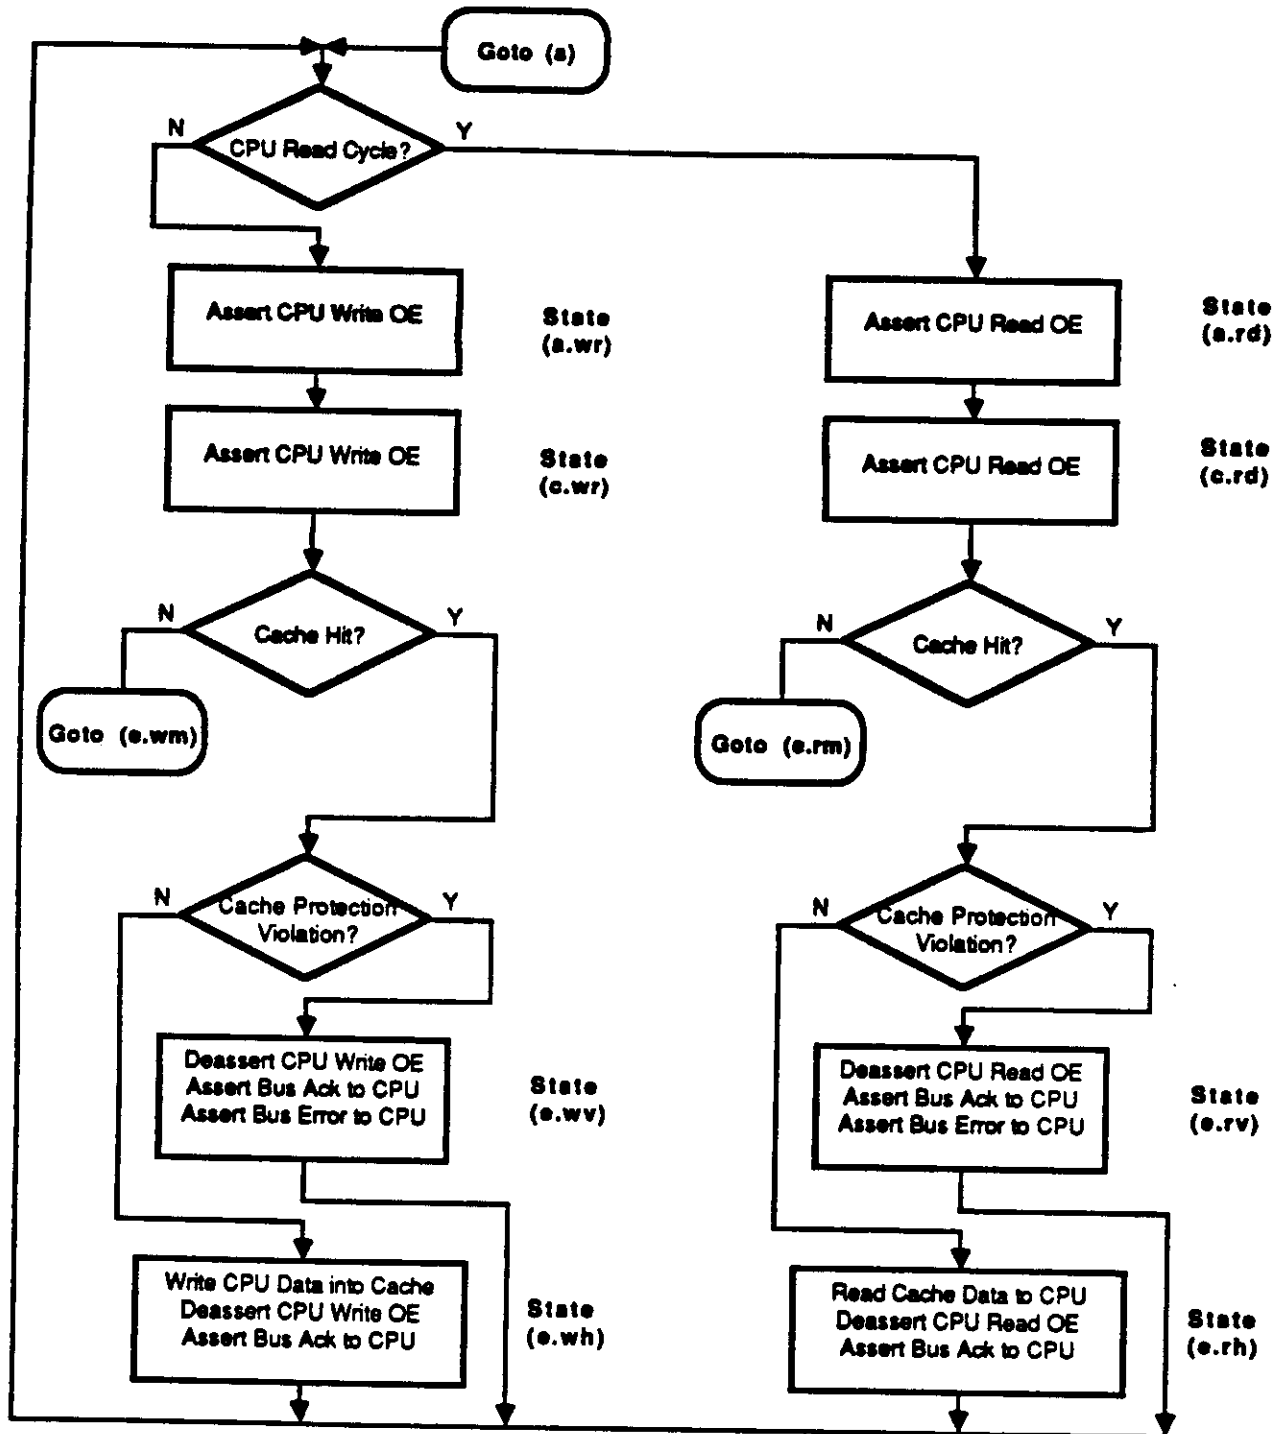 Goto (a)
N
CPU Read Cycle?
Y
Assert CPU Write OE
State
(a.wr)
Assert CPU Read OE
State
(a.rd)
Assert CPU Write OE
State
(c.wr)
Assert CPU Read OE
State
(c.rd)
N
Cache Hit?
Y
N
Cache Hit?
Y
Goto (e.wm)
Goto (e.rm)
N
Cache Protection
Violation?
Y
N
Cache Protection
Violation?
Y
Deassert CPU Write OE
Assert Bus Ack to CPU
Assert Bus Error to CPU
State
(e.wv)
Deassert CPU Read OE
Assert Bus Ack to CPU
Assert Bus Error to CPU
State
(e.rv)
Write CPU Data into Cache
Deassert CPU Write OE
Assert Bus Ack to CPU
State
(e.wh)
Read Cache Data to CPU
Deassert CPU Read OE
Assert Bus Ack to CPU
State
(e.rh)